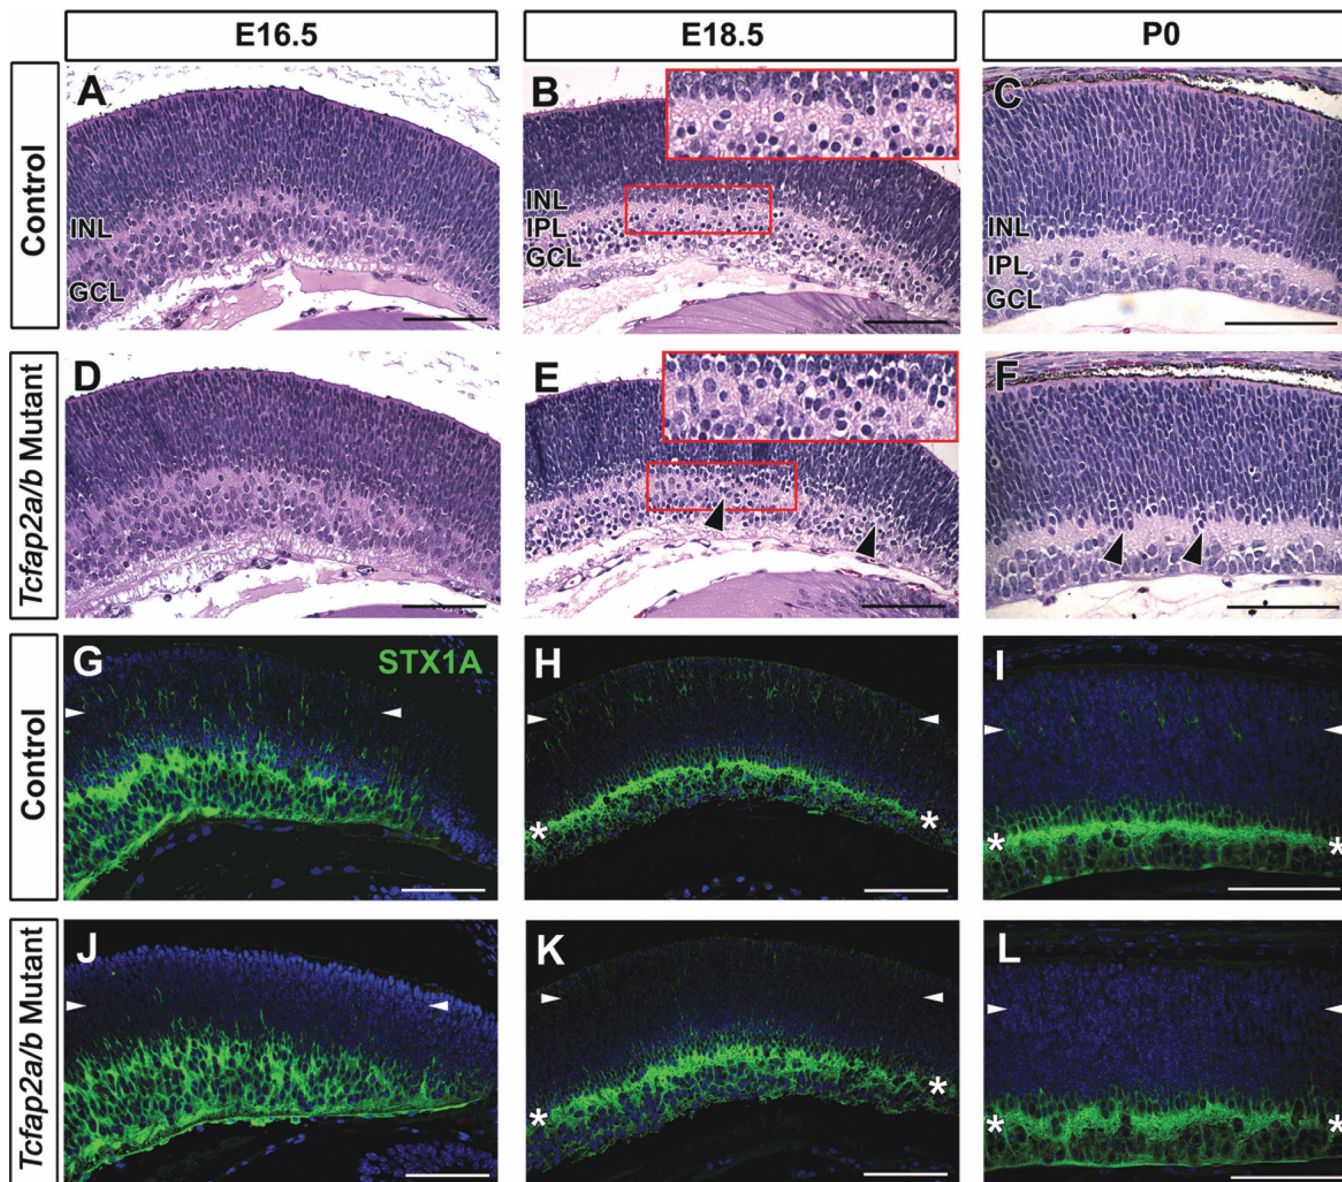 E16.5 E18.5 P0
Control
A B C
INL INL INL
IPL IPL
GCL GCL GCL
Tcfap2a/b Mutant
D E F
Control
G STX1A H I
* * * *
Tcfap2a/b Mutant
J K L
* * * *